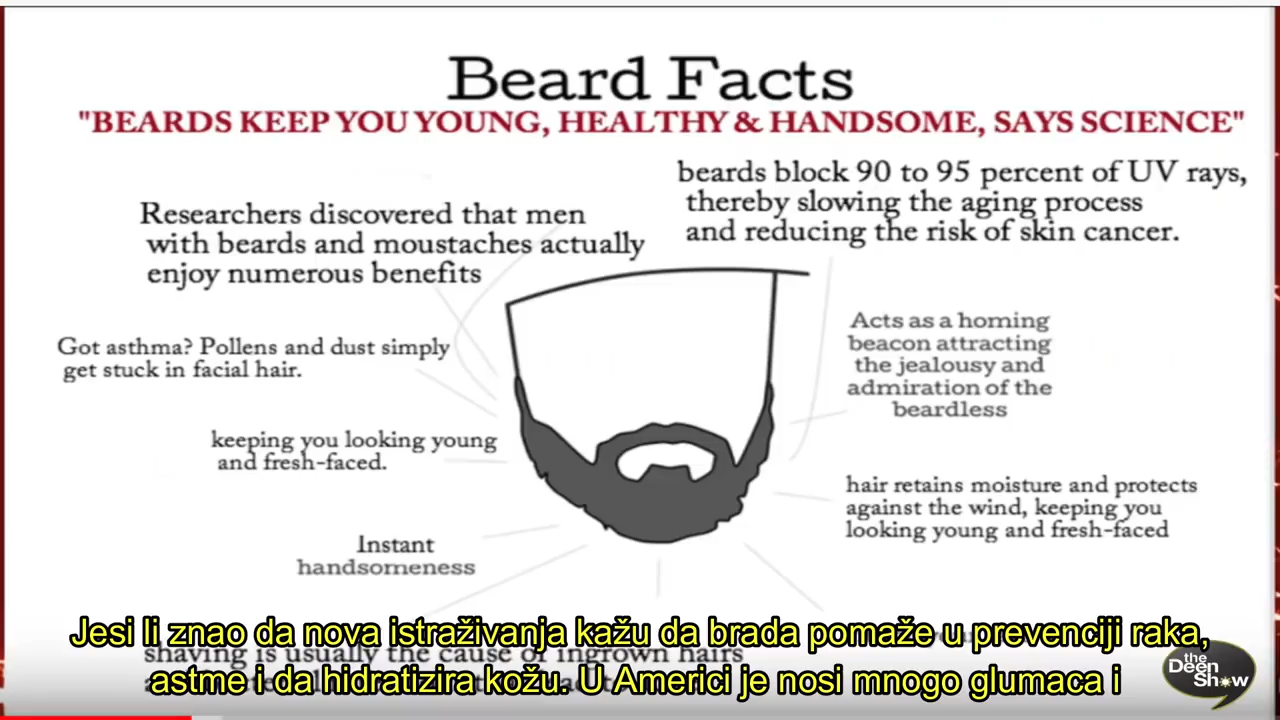 Beard Facts
"BEARDS KEEP YOU YOUNG, HEALTHY & HANDSOME, SAYS SCIENCE"
Researchers discovered that men
with beards and moustaches actually
enjoy numerous benefits
beards block 90 to 95 percent of UV rays,
thereby slowing the aging process
and reducing the risk of skin cancer.
Got asthma? Pollens and dust simply
get stuck in facial hair.
Acts as a homing
beacon attracting
the jealousy and
admiration of the
beardless
keeping you looking young
and fresh-faced.
hair retains moisture and protects
against the wind, keeping you
looking young and fresh-faced
Instant
handsomeness
Jesi li znao da nova istraživanja kažu da brada pomaže u prevenciji raka,
shaving is usually the cause of ingrown hairs
astme i da hidratizira kožu. U Americi je nosi mnogo glumaca i
the
Deen
Show